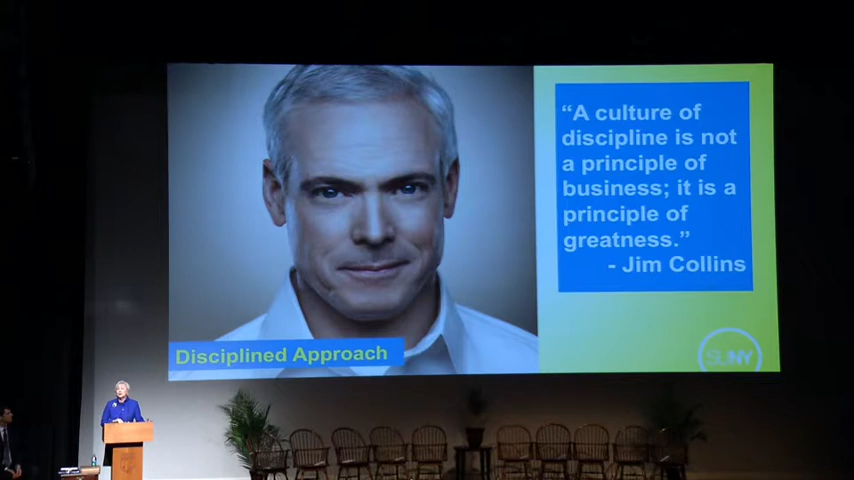 “A culture of
discipline is not
a principle of
business; it is a
principle of
greatness.”
- Jim Collins
Disciplined Approach
SUNY